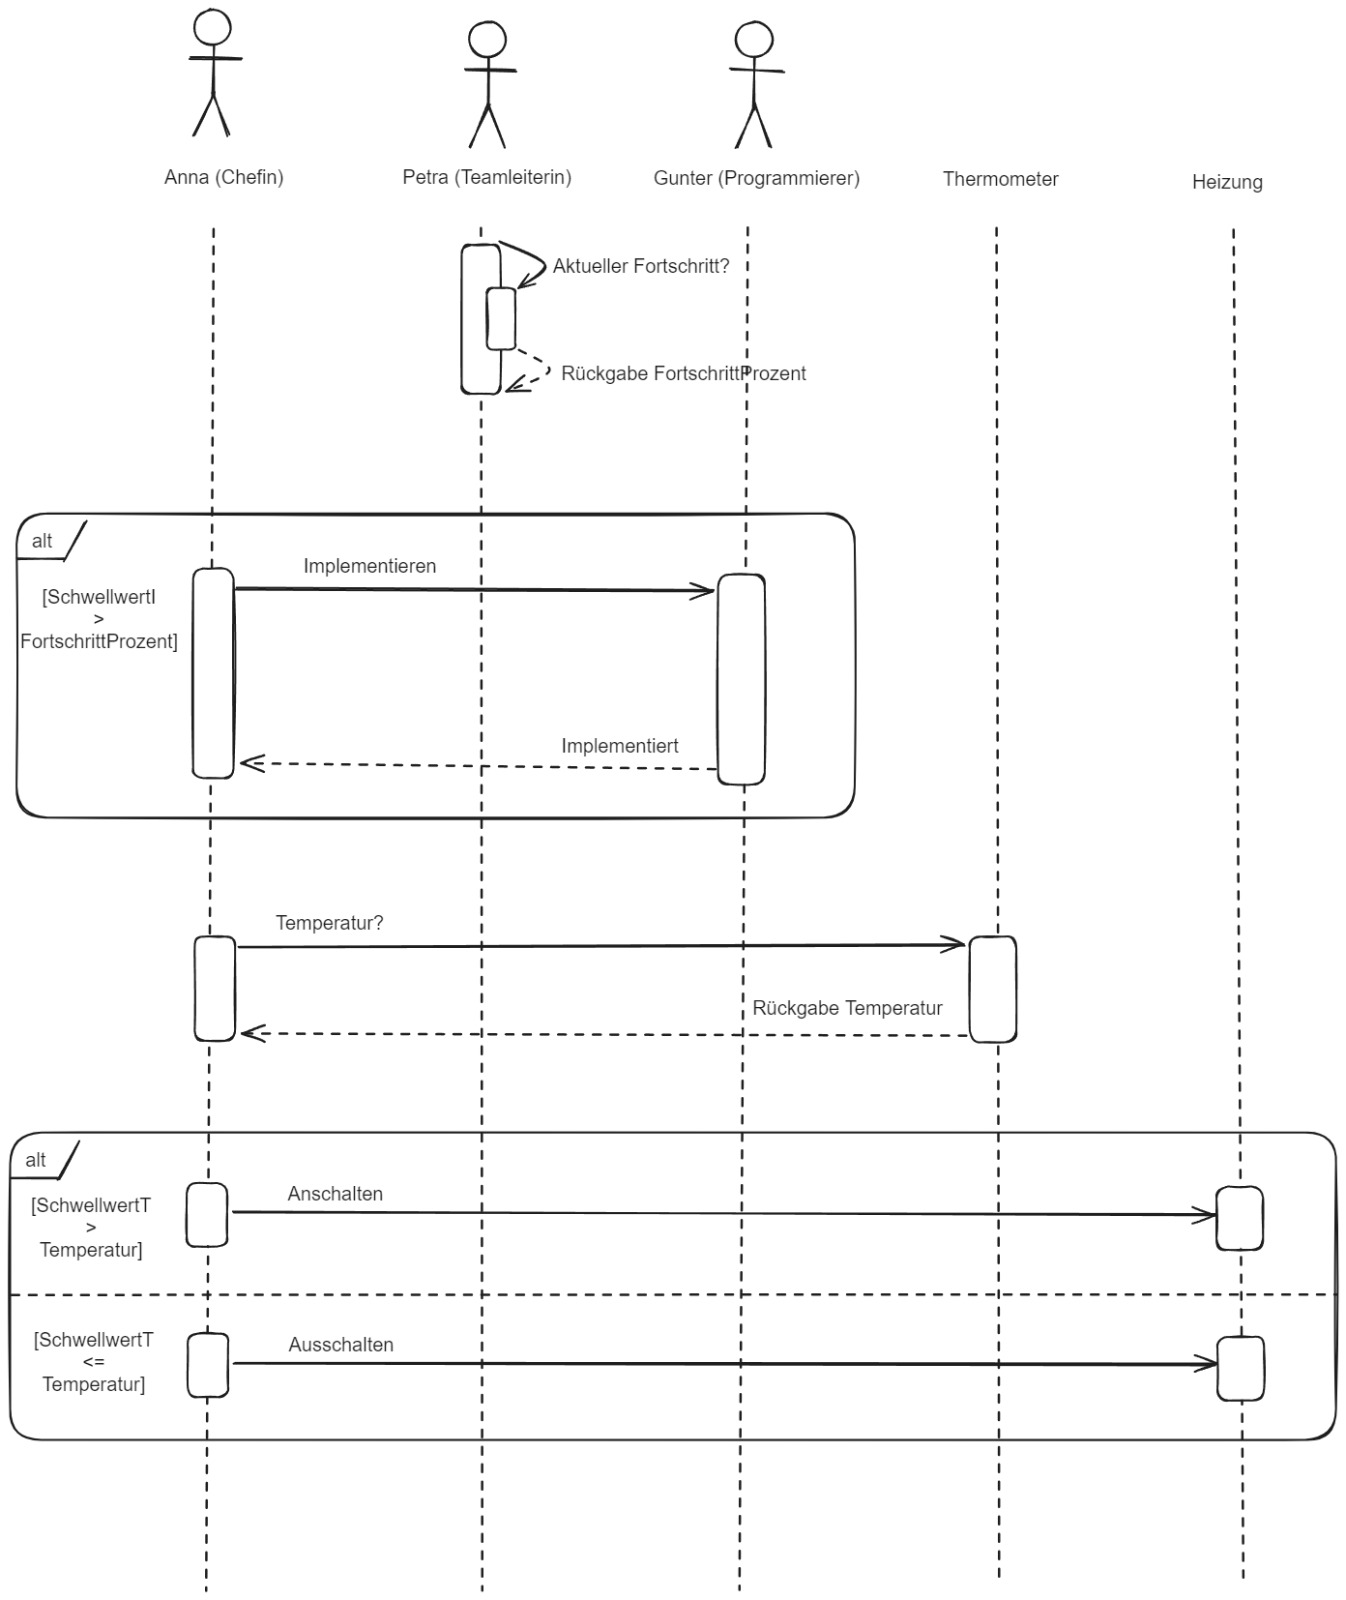 Anna (Chefin)
Petra (Teamleiterin)
Gunter (Programmierer)
Thermometer
Heizung
Aktueller Fortschritt?
Rückgabe FortschrittProzent
alt
Implementieren
[SchwellwertI
>
FortschrittProzent]
Implementiert
Temperatur?
Rückgabe Temperatur
alt
Anschalten
[SchwellwertT
>
Temperatur]
Ausschalten
[SchwellwertT
<=
Temperatur]